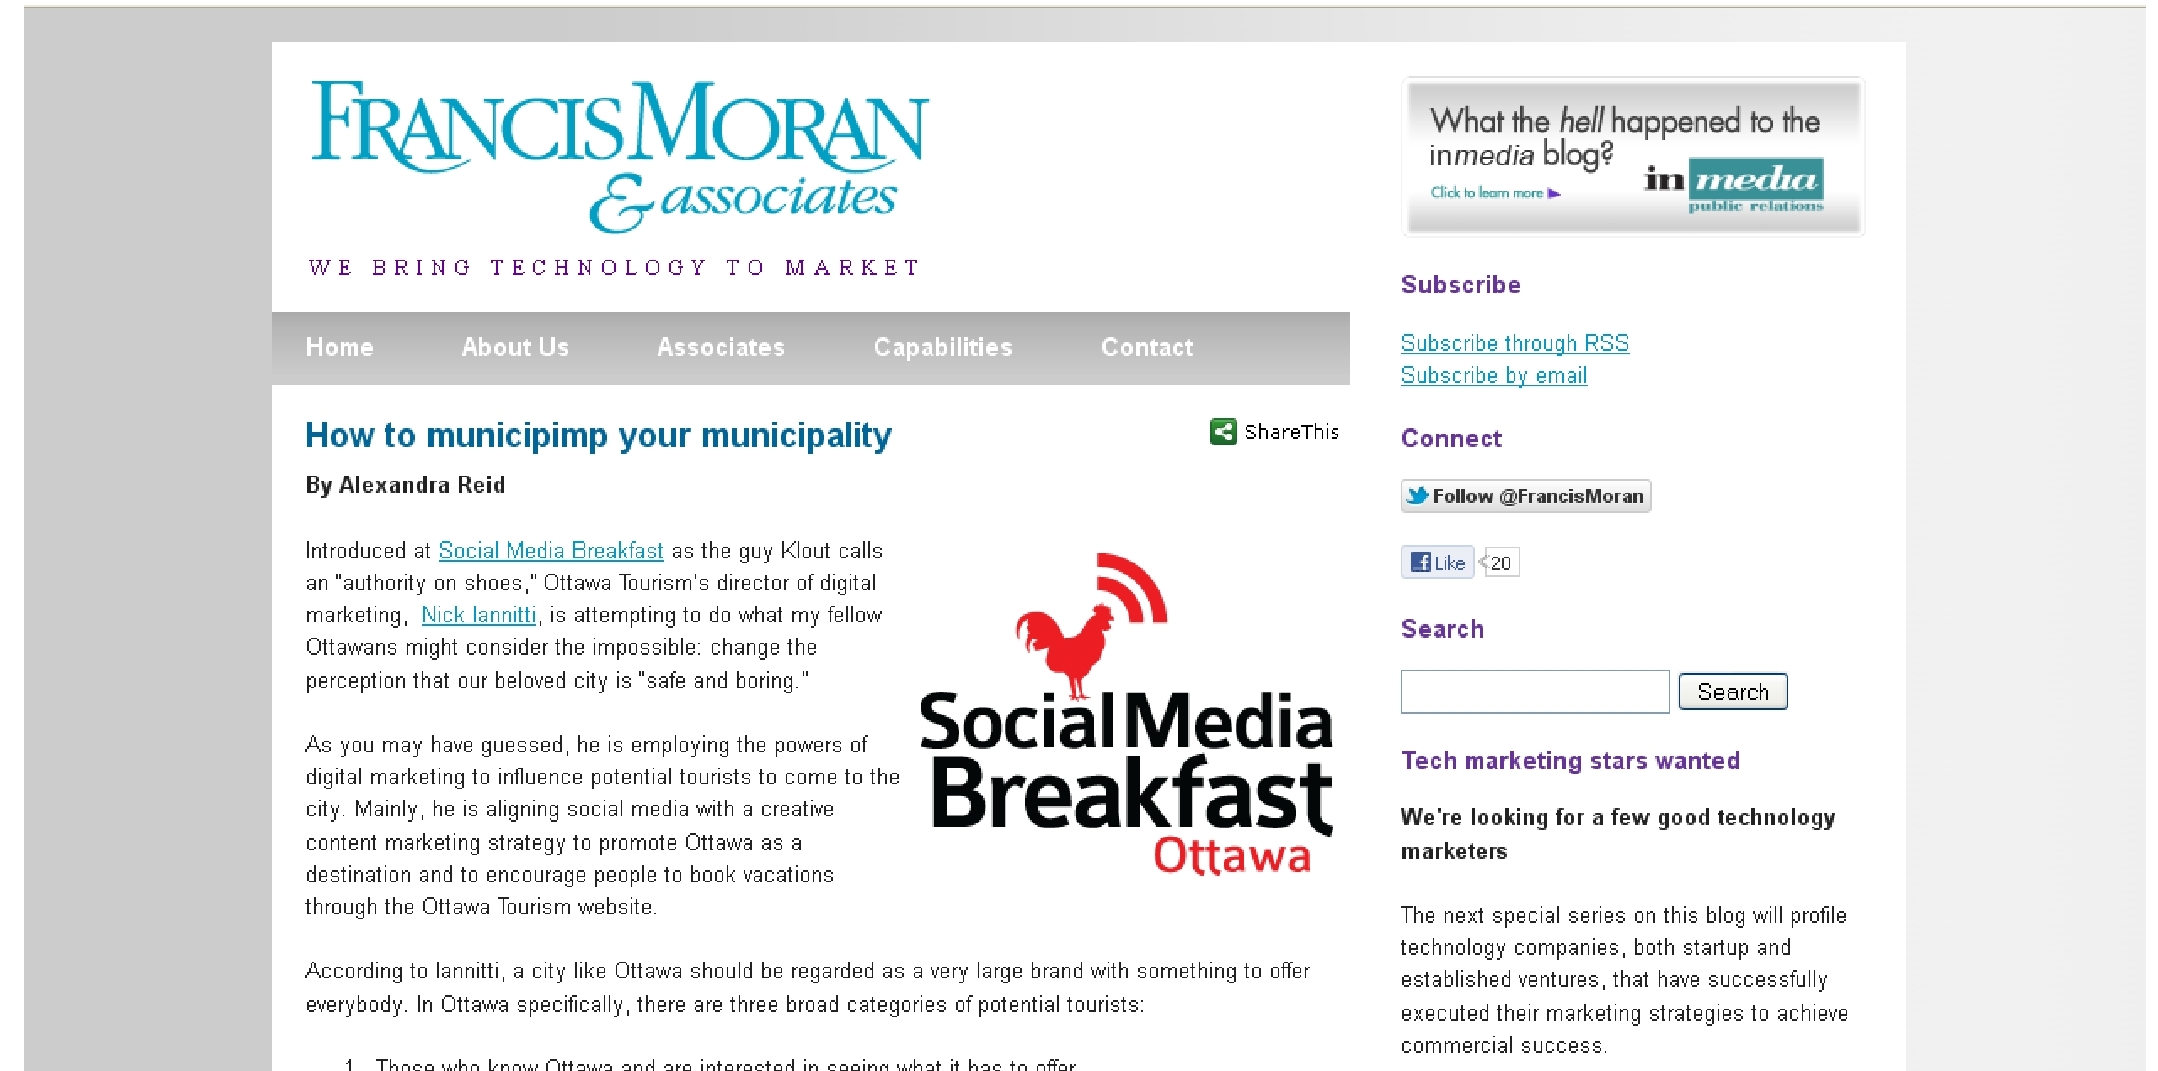 FRANCIS MORAN
& associates
WE BRING TECHNOLOGY TO MARKET
Home About Us Associates Capabilities Contact
How to municipimp your municipality
ShareThis
By Alexandra Reid
Introduced at Social Media Breakfast as the guy Klout calls
an "authority on shoes," Ottawa Tourism's director of digital
marketing, Nick Iannitti, is attempting to do what my fellow
Ottawans might consider the impossible: change the
perception that our beloved city is "safe and boring."
As you may have guessed, he is employing the powers of
digital marketing to influence potential tourists to come to the
city. Mainly, he is aligning social media with a creative
content marketing strategy to promote Ottawa as a
destination and to encourage people to book vacations
through the Ottawa Tourism website.
Social Media
Breakfast
Ottawa
According to Iannitti, a city like Ottawa should be regarded as a very large brand with something to offer
everybody. In Ottawa specifically, there are three broad categories of potential tourists:
1. Those who know Ottawa and are interested in seeing what it has to offer
What the hell happened to the
inmedia blog?
Click to learn more
in media
public relations
Subscribe
Subscribe through RSS
Subscribe by email
Connect
Follow @FrancisMoran
Like 20
Search
Search
Tech marketing stars wanted
We're looking for a few good technology
marketers
The next special series on this blog will profile
technology companies, both startup and
established ventures, that have successfully
executed their marketing strategies to achieve
commercial success.